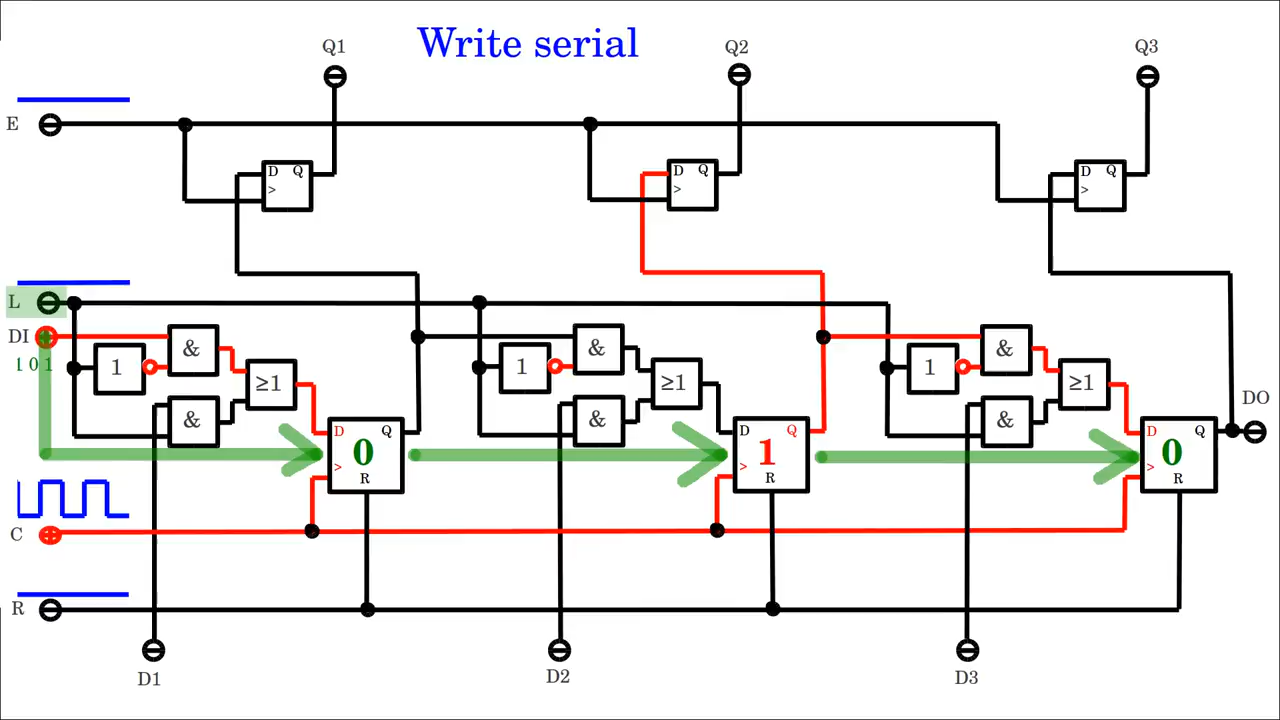 Write serial
Q1
Q2
Q3
E
D Q
>
D Q
>
D Q
>
L
DI
1 0 1
1
&
≥1
&
1
&
≥1
&
1
&
≥1
&
DO
D Q
0
>
R
D Q
1
>
R
D Q
0
>
R
C
R
D1
D2
D3